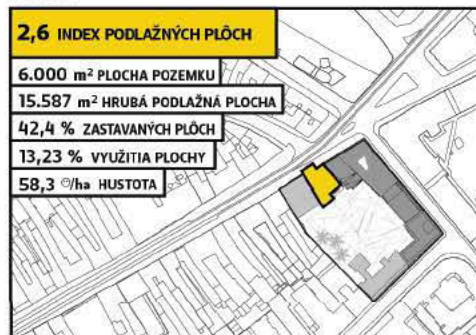 2,6 INDEX PODLAŽNÝCH PLÔCH
6.000 m² PLOCHA POZEMKU
15.587 m² HRUBÁ PODLAŽNÁ PLOCHA
42,4 % ZASTAVANÝCH PLÔCH
13,23 % VYUŽITIA PLOCHY
58,3 ☺/ha HUSTOTA